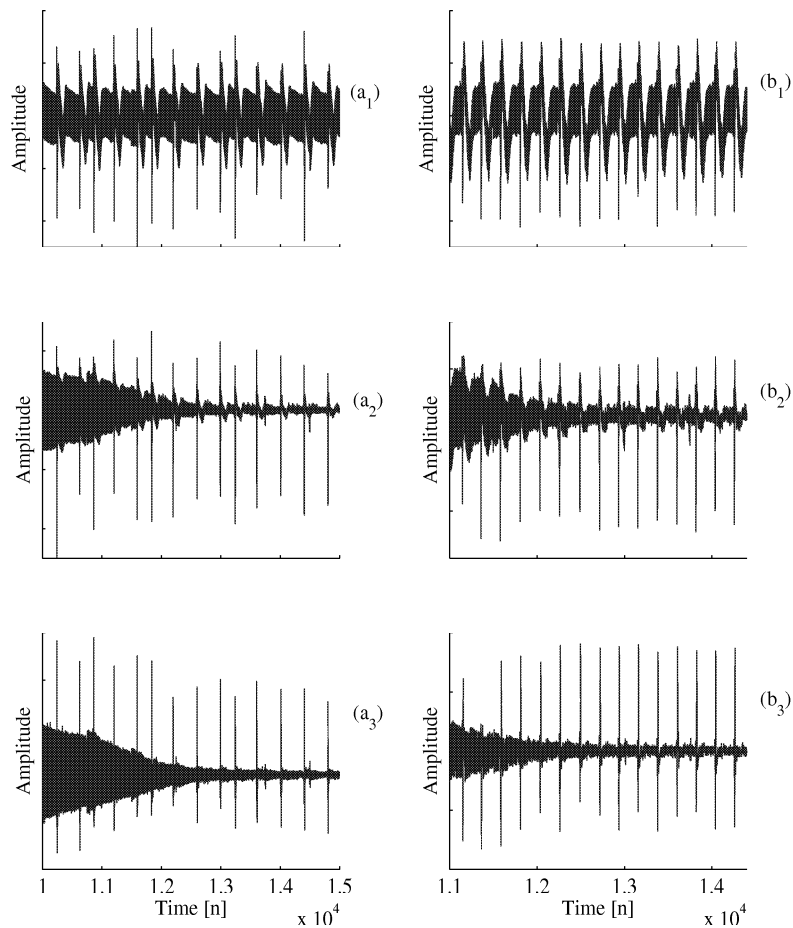 (a1)
(b1)
Amplitude
Amplitude
(a2)
(b2)
Amplitude
Amplitude
(a3)
(b3)
Amplitude
Amplitude
1 1.1 1.2 1.3 1.4 1.5
1.1 1.2 1.3 1.4
Time [n]
x 10^4
Time [n]
x 10^4